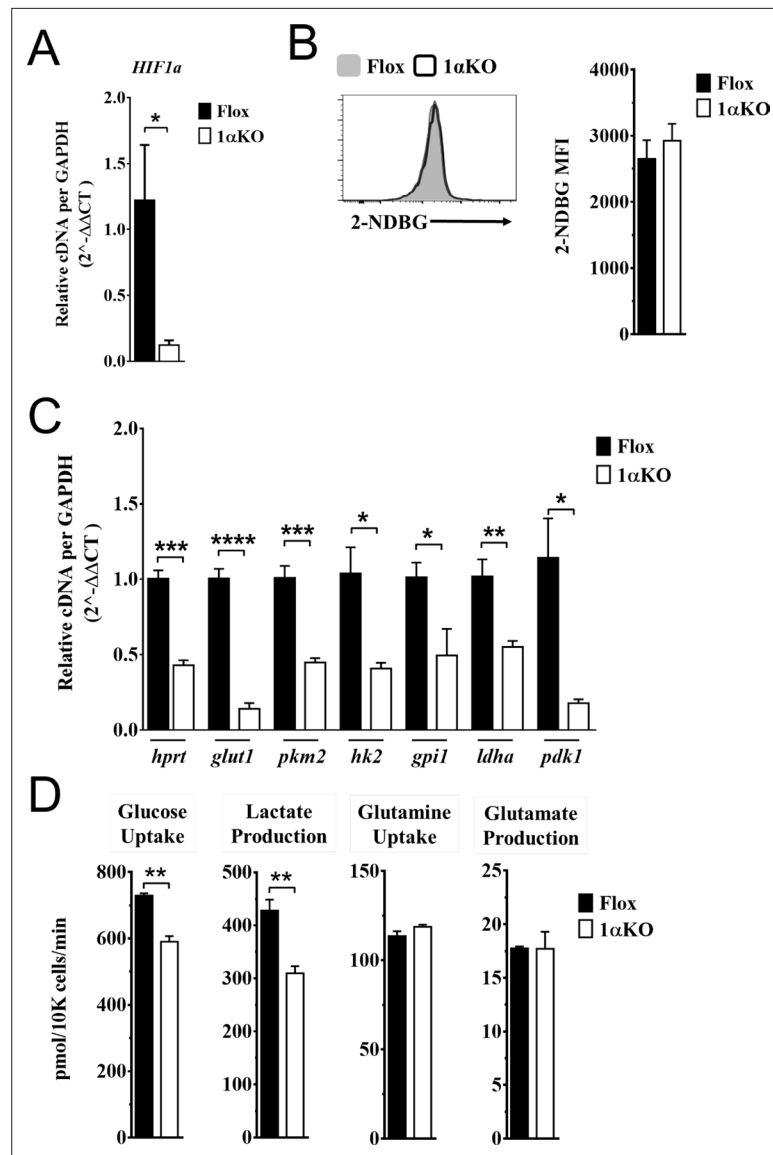 A
HIF1a
Relative cDNA per GAPDH
(2^-ΔΔCT )
2.0
1.5
1.0
0.5
0.0
*
Flox
1αKO
B
Flox 1αKO
2-NDBG
2-NDBG MFI
4000
3000
2000
1000
0
Flox
1αKO
C
Relative cDNA per GAPDH
(2^-ΔΔCT )
2.0
1.5
1.0
0.5
0.0
*** **** *** * * ** *
hprt glut1 pkm2 hk2 gpi1 ldha pdk1
Flox
1αKO
D
pmol/10K cells/min
Glucose
Uptake
800
600
400
200
0
**
Lactate
Production
500
400
300
200
100
0
**
Glutamine
Uptake
150
100
50
0
Glutamate
Production
25
20
15
10
5
0
Flox
1αKO